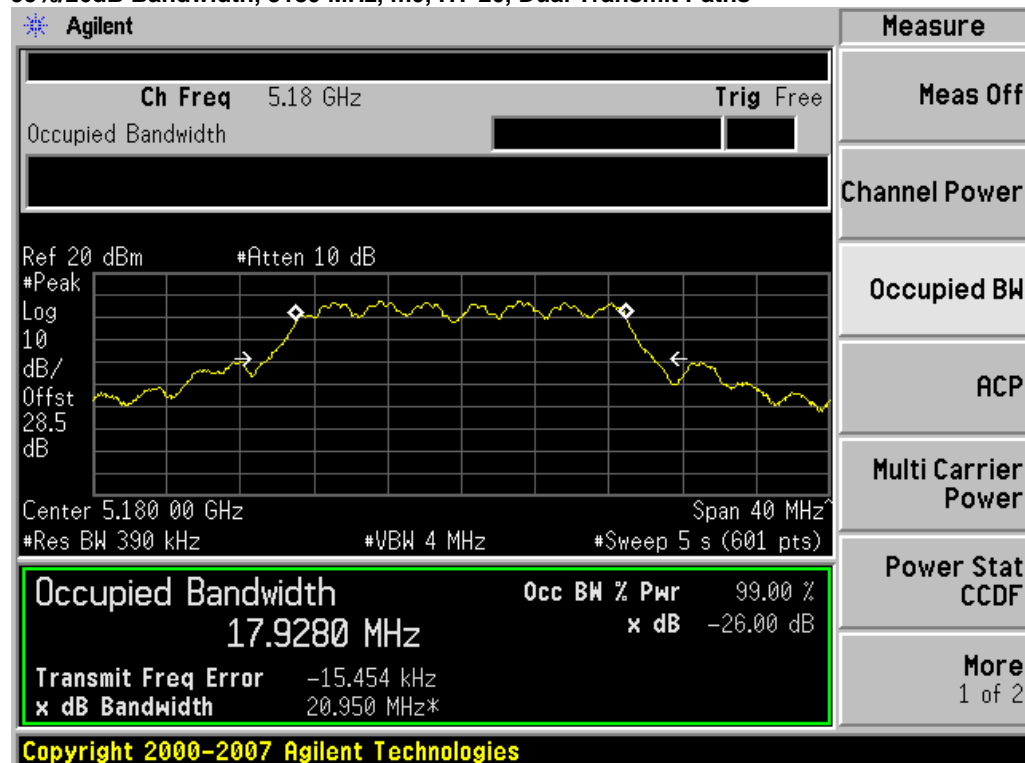 Agilent
Measure
Ch Freq 5.18 GHz Trig Free
Occupied Bandwidth
Meas Off
Channel Power
Occupied BW
ACP
Multi Carrier
Power
Power Stat
CCDF
More
1 of 2
Ref 20 dBm #Atten 10 dB
#Peak
Log
10
dB/
Offst
28.5
dB
Center 5.180 00 GHz Span 40 MHz^
#Res BW 390 kHz #VBW 4 MHz #Sweep 5 s (601 pts)
Occupied Bandwidth Occ BW % Pwr 99.00 %
17.9280 MHz x dB -26.00 dB
Transmit Freq Error -15.454 kHz
x dB Bandwidth 20.950 MHz*
Copyright 2000-2007 Agilent Technologies